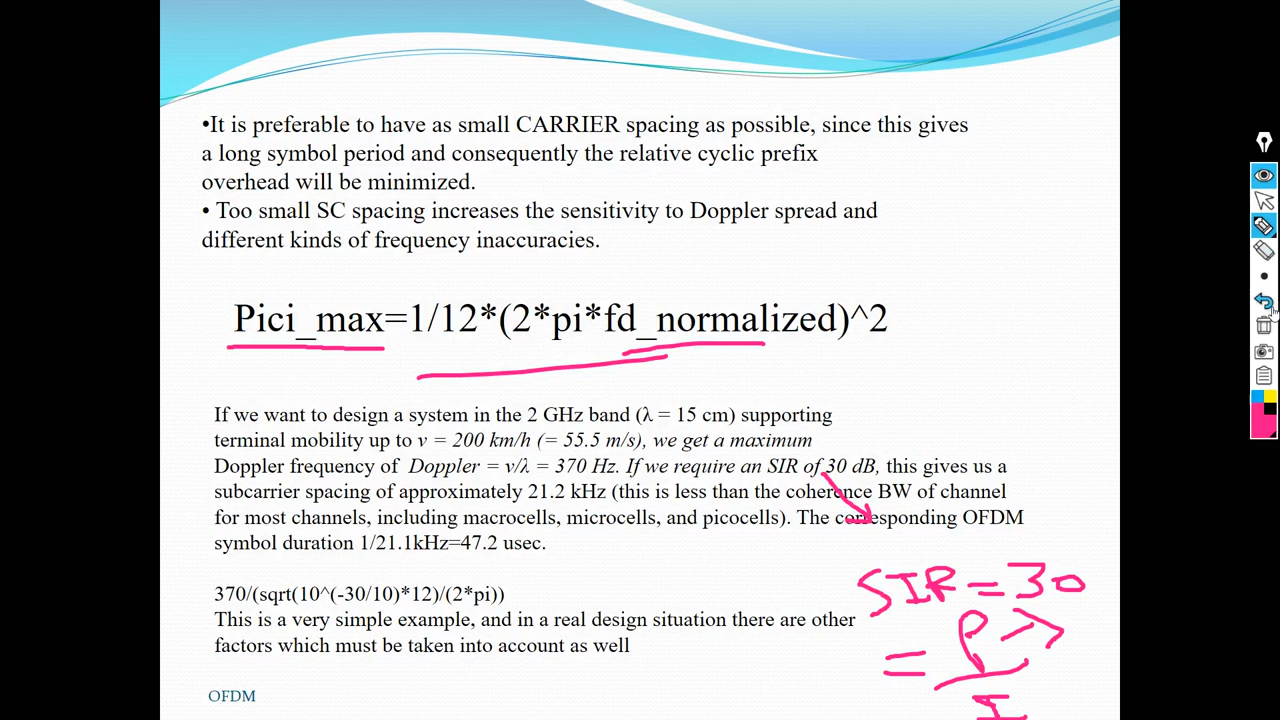 •It is preferable to have as small CARRIER spacing as possible, since this gives
a long symbol period and consequently the relative cyclic prefix
overhead will be minimized.
• Too small SC spacing increases the sensitivity to Doppler spread and
different kinds of frequency inaccuracies.
Pici_max=1/12*(2*pi*fd_normalized)^2
If we want to design a system in the 2 GHz band (λ = 15 cm) supporting
terminal mobility up to v = 200 km/h (= 55.5 m/s), we get a maximum
Doppler frequency of Doppler = v/λ = 370 Hz. If we require an SIR of 30 dB, this gives us a
subcarrier spacing of approximately 21.2 kHz (this is less than the coherence BW of channel
for most channels, including macrocells, microcells, and picocells). The corresponding OFDM
symbol duration 1/21.1kHz=47.2 usec.
370/(sqrt(10^(-30/10)*12)/(2*pi))
This is a very simple example, and in a real design situation there are other
factors which must be taken into account as well
SIR = 30
= P
I
OFDM